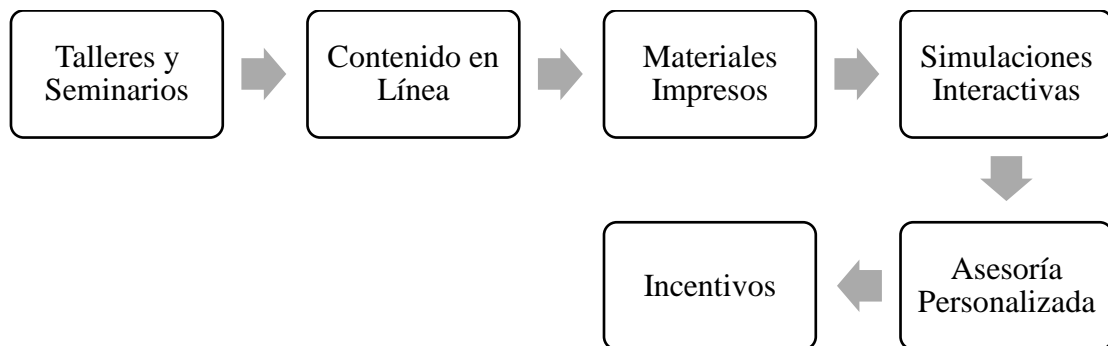 Talleres y
Seminarios
Contenido en
Línea
Materiales
Impresos
Simulaciones
Interactivas
Asesoría
Personalizada
Incentivos